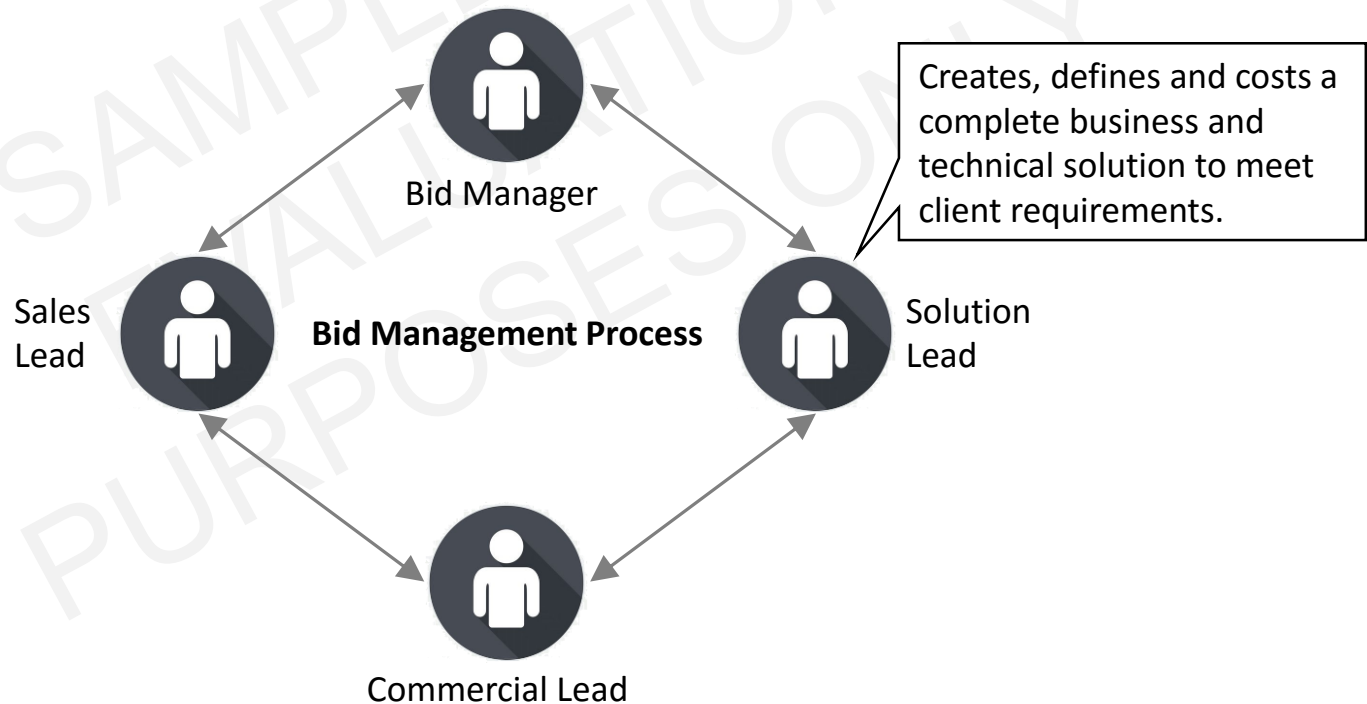 SAMPLE
EVALUATION
PURPOSES ONLY
Bid Manager
Creates, defines and costs a
complete business and
technical solution to meet
client requirements.
Sales
Lead
Bid Management Process
Solution
Lead
Commercial Lead